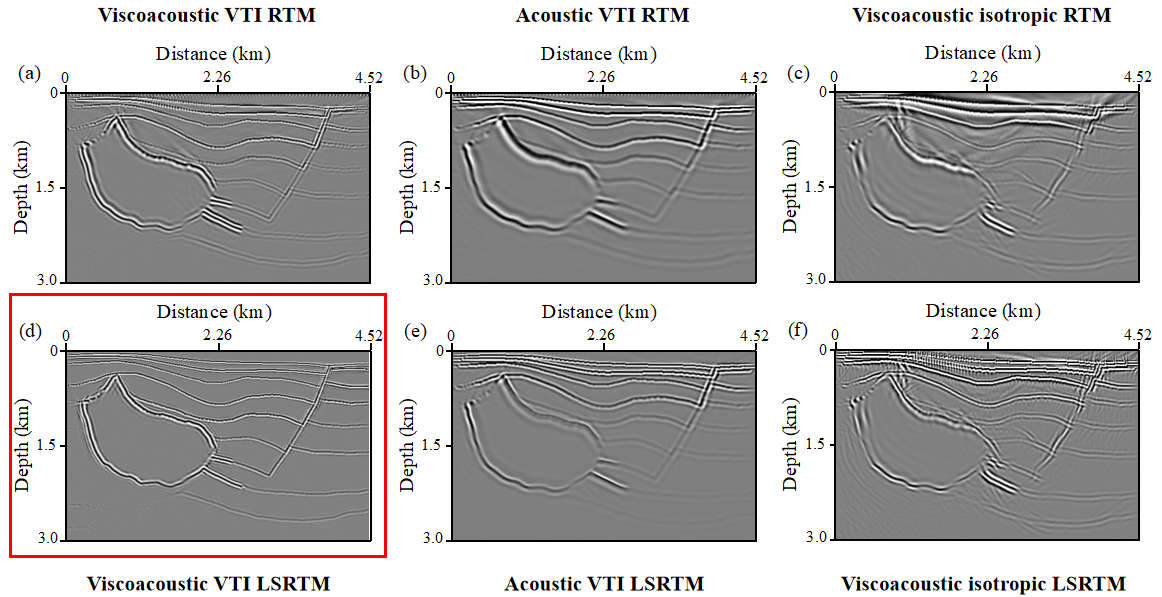 Viscoacoustic VTI RTM
Acoustic VTI RTM
Viscoacoustic isotropic RTM
(a)
Distance (km)
0 2.26 4.52
Depth (km)
0
1.5
3.0
(b)
Distance (km)
0 2.26 4.52
Depth (km)
0
1.5
3.0
(c)
Distance (km)
0 2.26 4.52
Depth (km)
0
1.5
3.0
(d)
Distance (km)
0 2.26 4.52
Depth (km)
0
1.5
3.0
(e)
Distance (km)
0 2.26 4.52
Depth (km)
0
1.5
3.0
(f)
Distance (km)
0 2.26 4.52
Depth (km)
0
1.5
3.0
Viscoacoustic VTI LSRTM
Acoustic VTI LSRTM
Viscoacoustic isotropic LSRTM